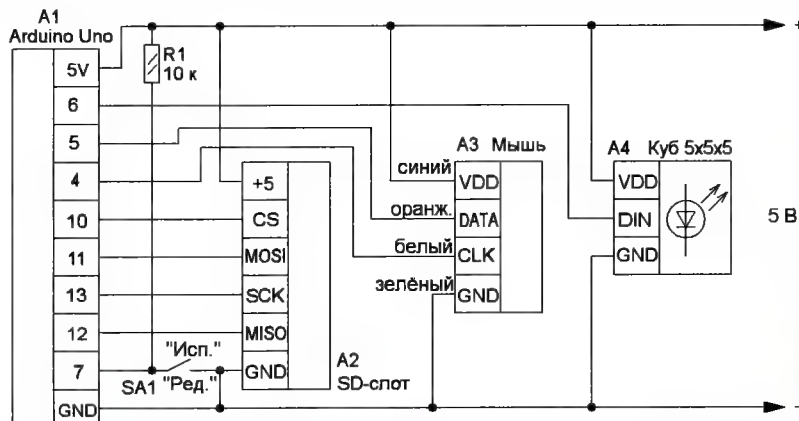 A1
Arduino Uno
5V
6
5
4
10
11
13
12
7
GND
R1
10 к
+5
CS
MOSI
SCK
MISO
GND
"Исп."
SA1 "Ред."
A2
SD-слот
A3 Мышь
синий
VDD
оранж.
DATA
белый
CLK
зелёный
GND
A4 Куб 5x5x5
VDD
DIN
GND
+
5 В
-